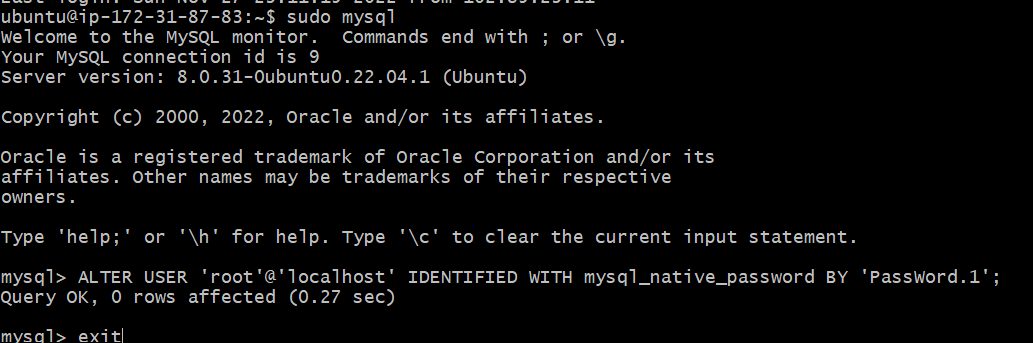 ubuntu@ip-172-31-87-83:~$ sudo mysql
Welcome to the MySQL monitor.  Commands end with ; or \g.
Your MySQL connection id is 9
Server version: 8.0.31-0ubuntu0.22.04.1 (Ubuntu)
Copyright (c) 2000, 2022, Oracle and/or its affiliates.
Oracle is a registered trademark of Oracle Corporation and/or its
affiliates. Other names may be trademarks of their respective
owners.
Type 'help;' or '\h' for help. Type '\c' to clear the current input statement.
mysql> ALTER USER 'root'@'localhost' IDENTIFIED WITH mysql_native_password BY 'PassWord.1';
Query OK, 0 rows affected (0.27 sec)
mysql> exit